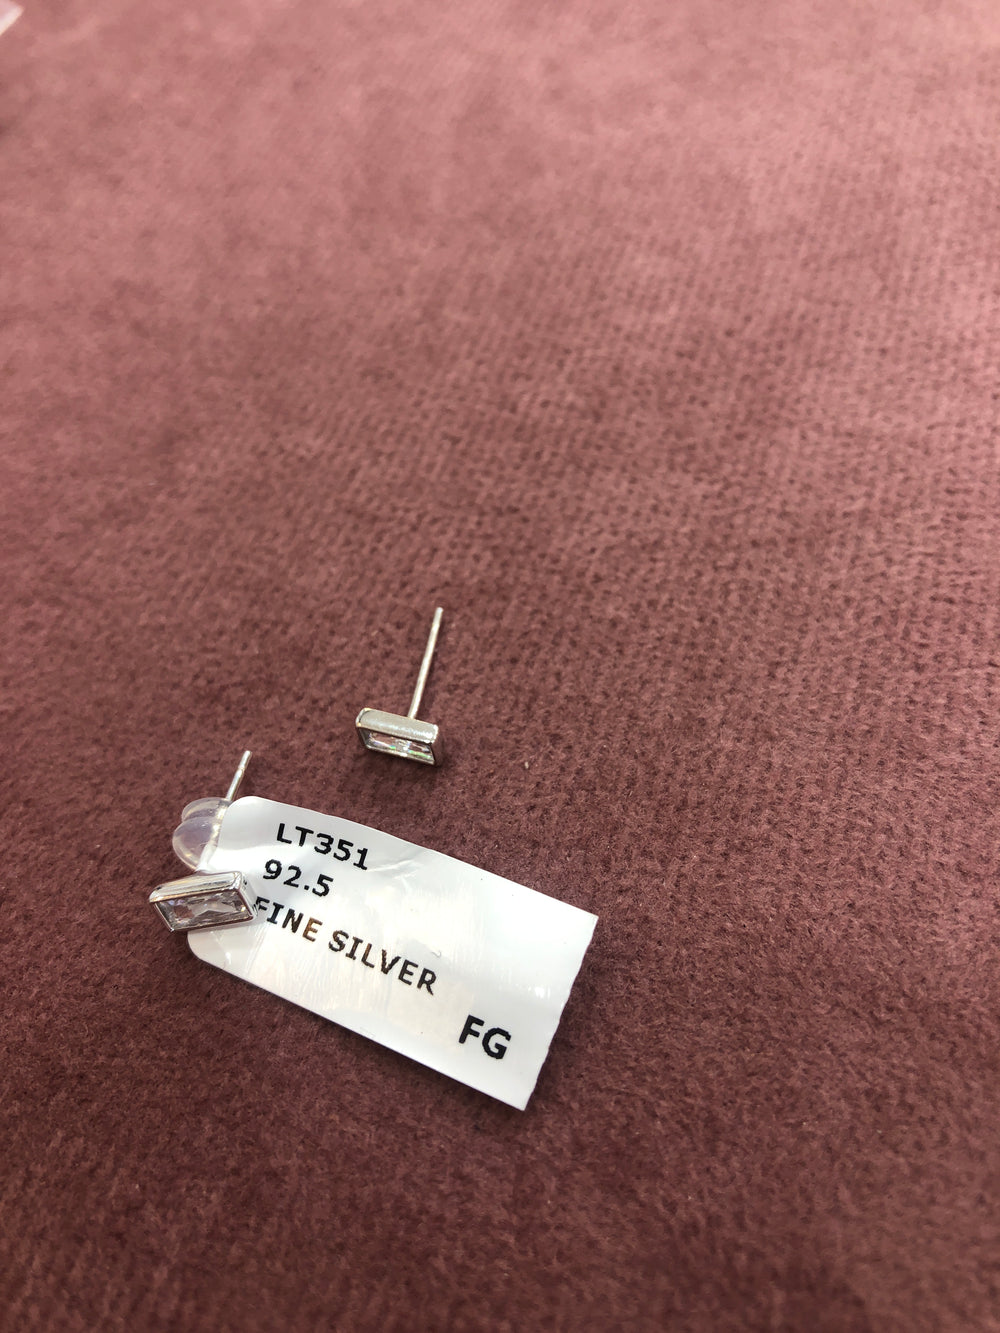 LT351
92.5
FINE SILVER
FG